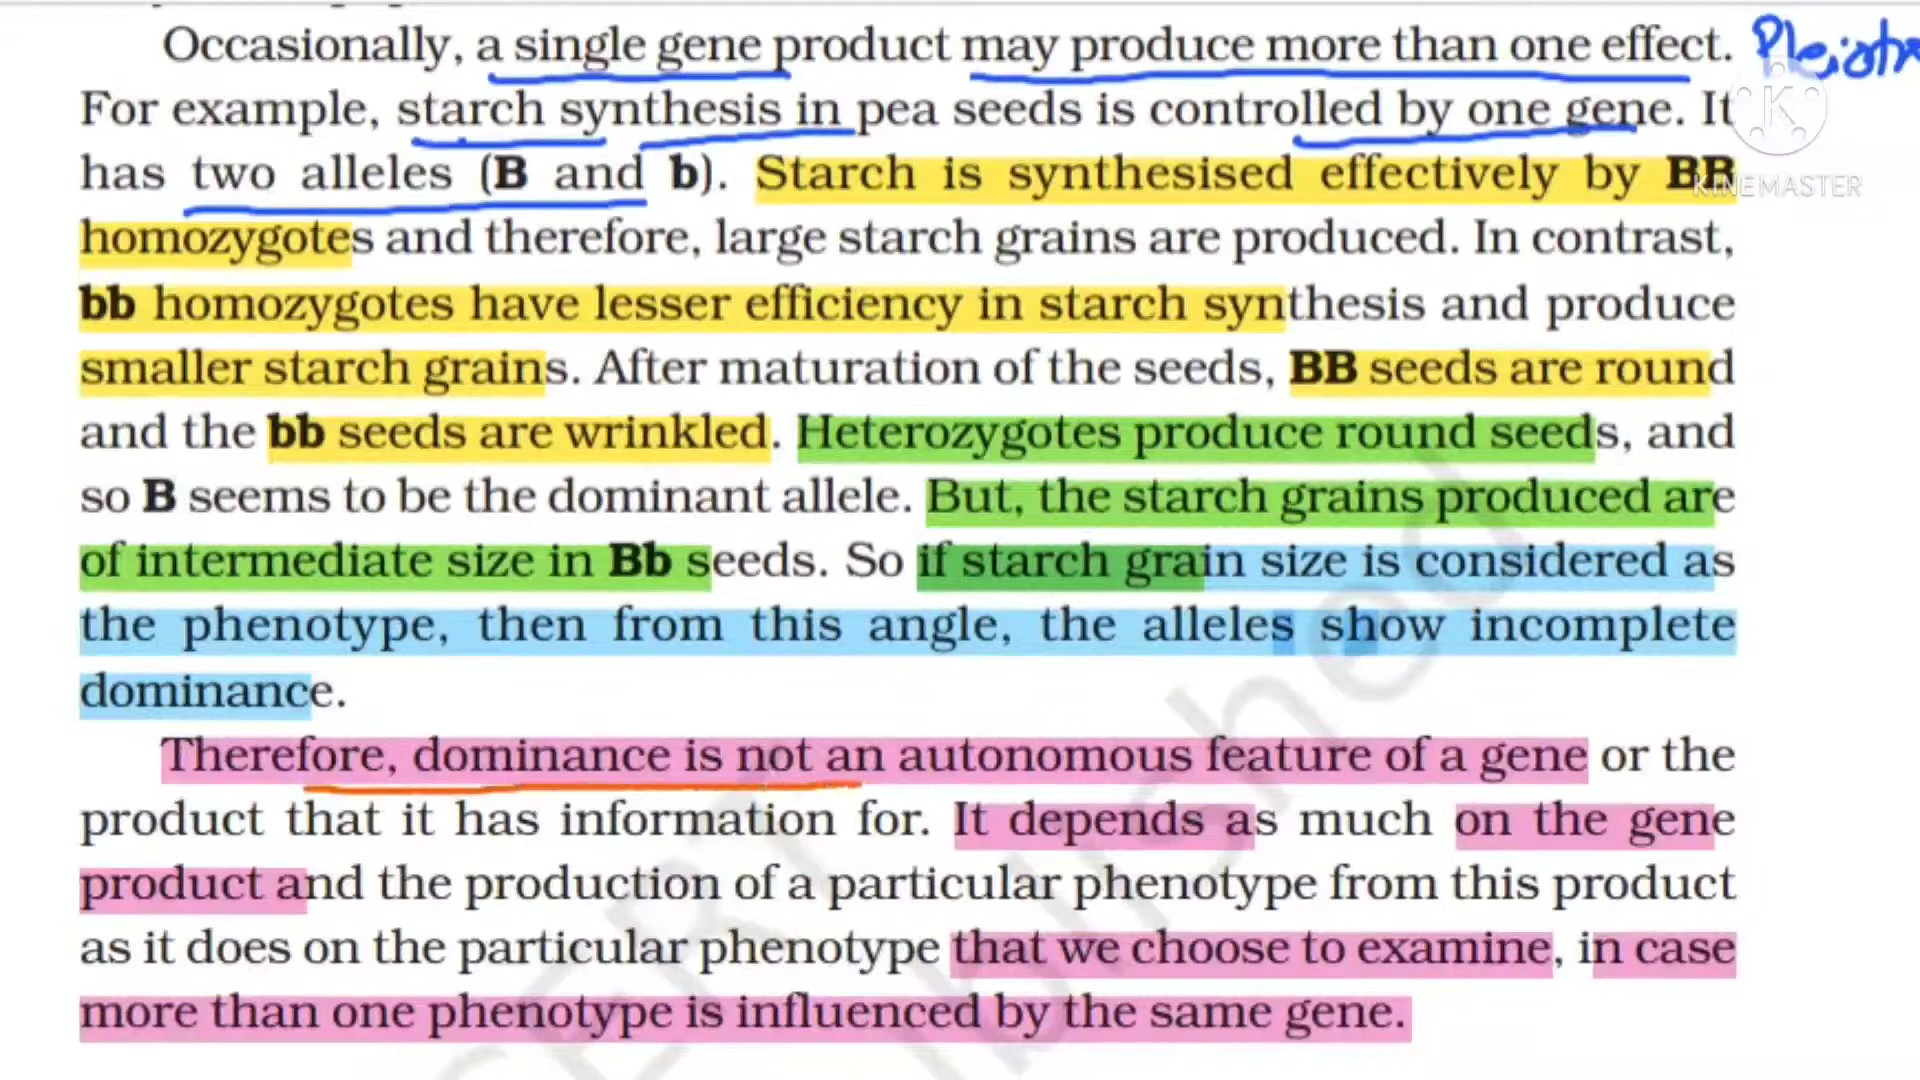 Occasionally, a single gene product may produce more than one effect.
For example, starch synthesis in pea seeds is controlled by one gene. It
has two alleles (B and b). Starch is synthesised effectively by BB
KINEMASTER
homozygotes and therefore, large starch grains are produced. In contrast,
bb homozygotes have lesser efficiency in starch synthesis and produce
smaller starch grains. After maturation of the seeds, BB seeds are round
and the bb seeds are wrinkled. Heterozygotes produce round seeds, and
so B seems to be the dominant allele. But, the starch grains produced are
of intermediate size in Bb seeds. So if starch grain size is considered as
the phenotype, then from this angle, the alleles show incomplete
dominance.
Therefore, dominance is not an autonomous feature of a gene or the
product that it has information for. It depends as much on the gene
product and the production of a particular phenotype from this product
as it does on the particular phenotype that we choose to examine, in case
more than one phenotype is influenced by the same gene.